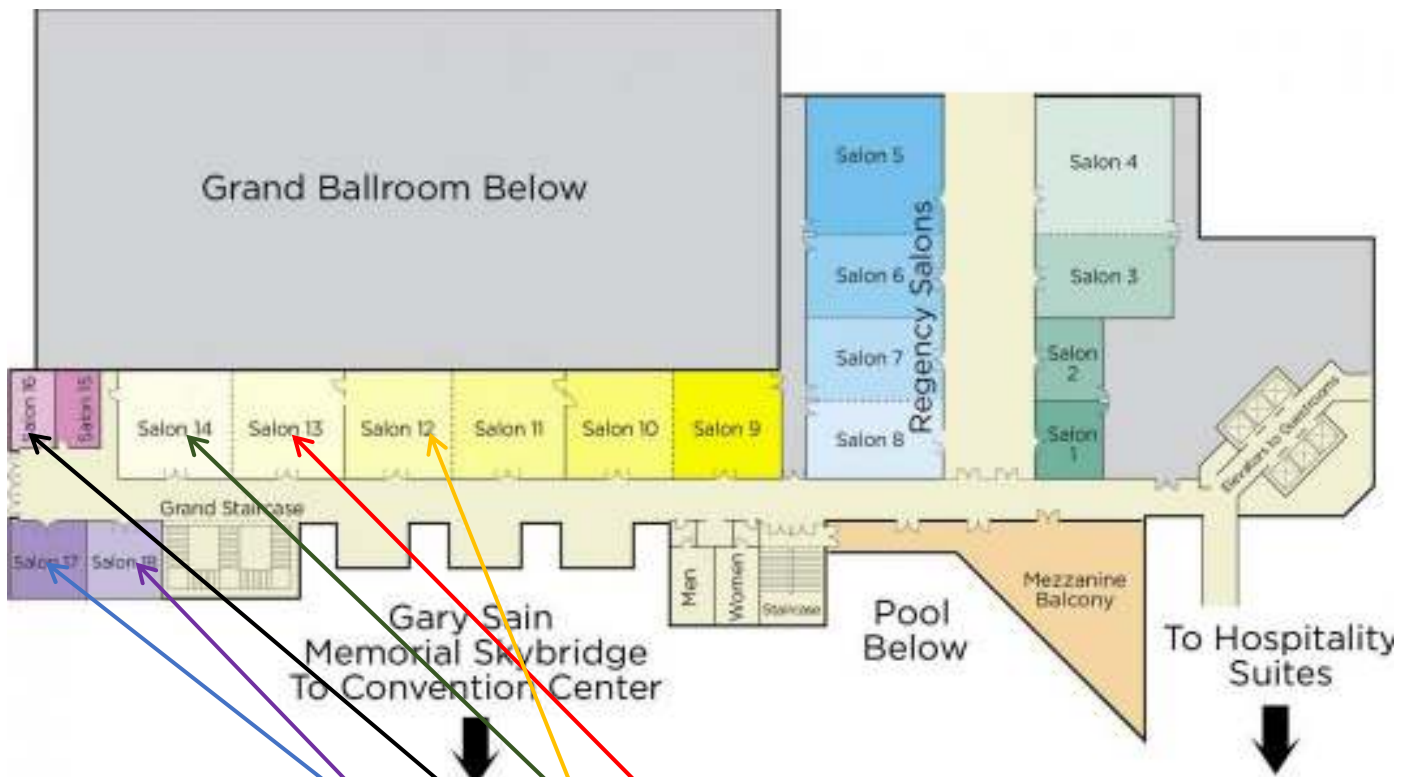 Grand Ballroom Below
Salon 5
Salon 4
Regency Salons
Salon 6
Salon 3
Salon 7
Salon
2
Salon 8
Salon
1
Salon 16
Salon 15
Salon 14
Salon 13
Salon 12
Salon 11
Salon 10
Salon 9
Elevators to Guestrooms
Grand Staircase
Salon 17
Salon 18
Men
Women
Staircase
Mezzanine
Balcony
Gary Sain
Memorial Skybridge
To Convention Center
Pool
Below
To Hospitality
Suites